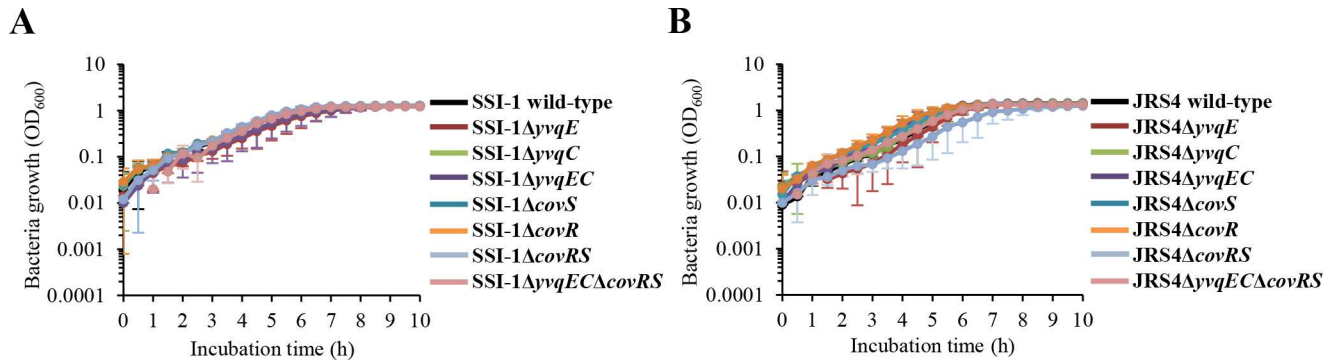 A
Bacteria growth (OD600)
10
1
0.1
0.01
0.001
0.0001
0 1 2 3 4 5 6 7 8 9 10
Incubation time (h)
SSI-1 wild-type
SSI-1ΔyvqE
SSI-1ΔyvqC
SSI-1ΔyvqEC
SSI-1ΔcovS
SSI-1ΔcovR
SSI-1ΔcovRS
SSI-1ΔyvqECΔcovRS
B
Bacteria growth (OD600)
10
1
0.1
0.01
0.001
0.0001
0 1 2 3 4 5 6 7 8 9 10
Incubation time (h)
JRS4 wild-type
JRS4ΔyvqE
JRS4ΔyvqC
JRS4ΔyvqEC
JRS4ΔcovS
JRS4ΔcovR
JRS4ΔcovRS
JRS4ΔyvqECΔcovRS